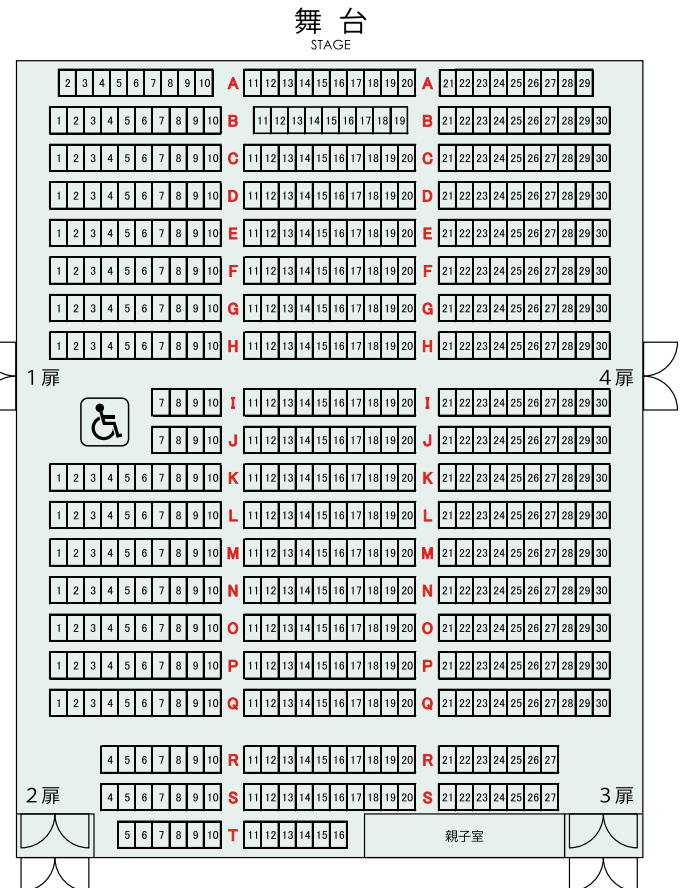 舞 台
STAGE
2 3 4 5 6 7 8 9 10 A 11 12 13 14 15 16 17 18 19 20 A 21 22 23 24 25 26 27 28 29
1 2 3 4 5 6 7 8 9 10 B 11 12 13 14 15 16 17 18 19 B 21 22 23 24 25 26 27 28 29 30
1 2 3 4 5 6 7 8 9 10 C 11 12 13 14 15 16 17 18 19 20 C 21 22 23 24 25 26 27 28 29 30
1 2 3 4 5 6 7 8 9 10 D 11 12 13 14 15 16 17 18 19 20 D 21 22 23 24 25 26 27 28 29 30
1 2 3 4 5 6 7 8 9 10 E 11 12 13 14 15 16 17 18 19 20 E 21 22 23 24 25 26 27 28 29 30
1 2 3 4 5 6 7 8 9 10 F 11 12 13 14 15 16 17 18 19 20 F 21 22 23 24 25 26 27 28 29 30
1 2 3 4 5 6 7 8 9 10 G 11 12 13 14 15 16 17 18 19 20 G 21 22 23 24 25 26 27 28 29 30
1 2 3 4 5 6 7 8 9 10 H 11 12 13 14 15 16 17 18 19 20 H 21 22 23 24 25 26 27 28 29 30
1扉 4扉
7 8 9 10 I 11 12 13 14 15 16 17 18 19 20 I 21 22 23 24 25 26 27 28 29 30
7 8 9 10 J 11 12 13 14 15 16 17 18 19 20 J 21 22 23 24 25 26 27 28 29 30
1 2 3 4 5 6 7 8 9 10 K 11 12 13 14 15 16 17 18 19 20 K 21 22 23 24 25 26 27 28 29 30
1 2 3 4 5 6 7 8 9 10 L 11 12 13 14 15 16 17 18 19 20 L 21 22 23 24 25 26 27 28 29 30
1 2 3 4 5 6 7 8 9 10 M 11 12 13 14 15 16 17 18 19 20 M 21 22 23 24 25 26 27 28 29 30
1 2 3 4 5 6 7 8 9 10 N 11 12 13 14 15 16 17 18 19 20 N 21 22 23 24 25 26 27 28 29 30
1 2 3 4 5 6 7 8 9 10 O 11 12 13 14 15 16 17 18 19 20 O 21 22 23 24 25 26 27 28 29 30
1 2 3 4 5 6 7 8 9 10 P 11 12 13 14 15 16 17 18 19 20 P 21 22 23 24 25 26 27 28 29 30
1 2 3 4 5 6 7 8 9 10 Q 11 12 13 14 15 16 17 18 19 20 Q 21 22 23 24 25 26 27 28 29 30
4 5 6 7 8 9 10 R 11 12 13 14 15 16 17 18 19 20 R 21 22 23 24 25 26 27
2扉 4 5 6 7 8 9 10 S 11 12 13 14 15 16 17 18 19 20 S 21 22 23 24 25 26 27 3扉
5 6 7 8 9 10 T 11 12 13 14 15 16 親子室